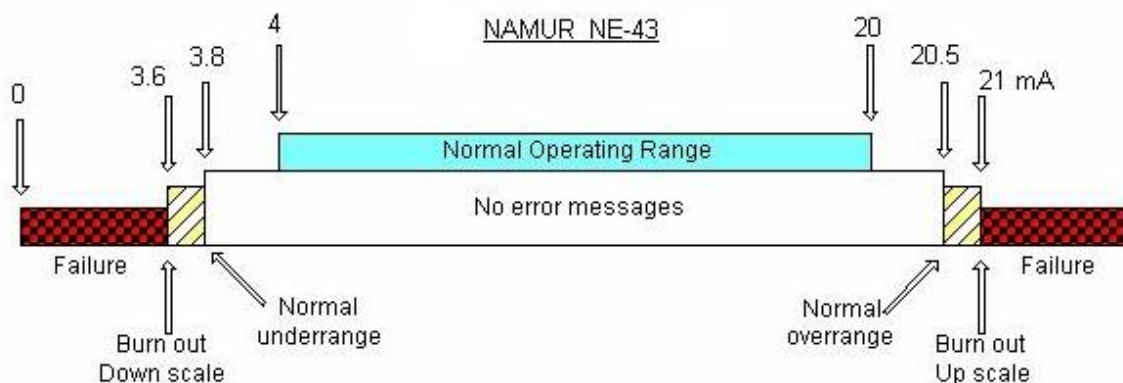 NAMUR NE-43
0
3.6
3.8
4
20
20.5
21 mA
Normal Operating Range
No error messages
Failure
Burn out
Down scale
Normal
underrange
Normal
overrange
Burn out
Up scale
Failure